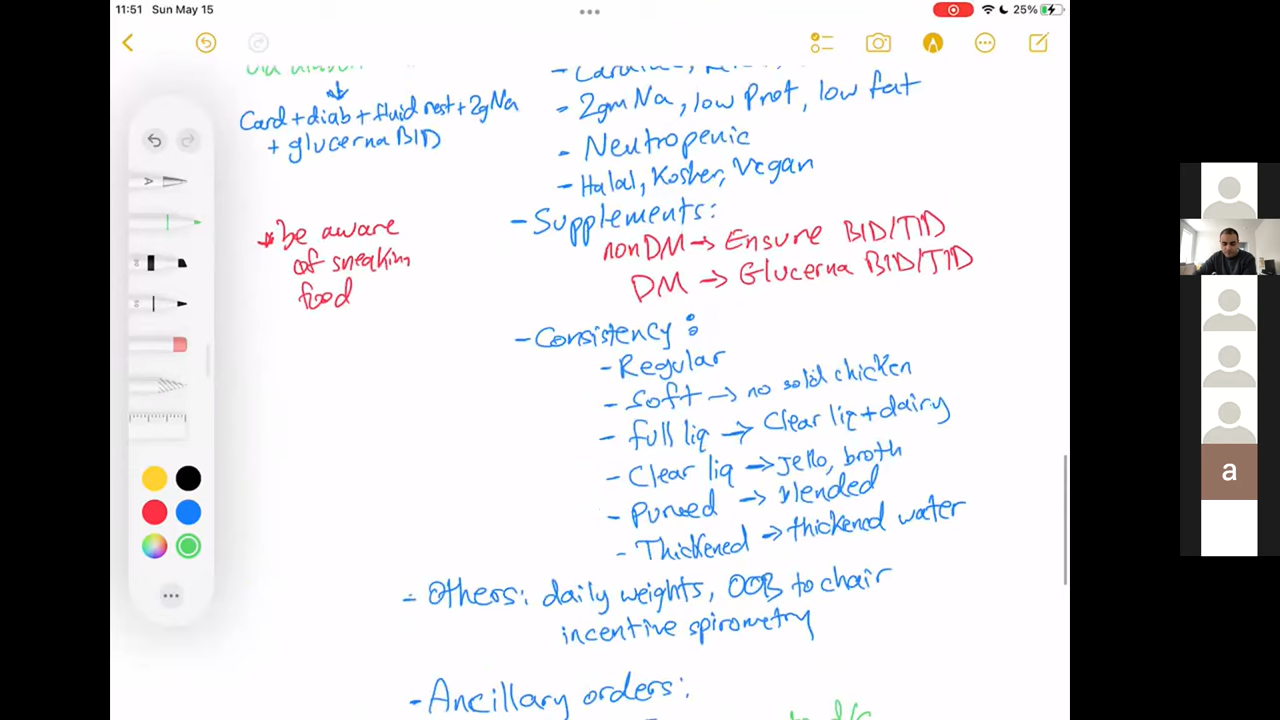 11:51 Sun May 15
25%
Card + diab + fluid rest + 2g Na
+ glucerna BID
* be aware
of sneakin
food
- 2gm Na, low Prot, low fat
- Neutropenic
- Halal, Kosher, Vegan
- Supplements:
nonDM → Ensure BID/TID
DM → Glucerna BID/TID
- Consistency:
- Regular
- Soft → no solid chicken
- full liq → Clear liq + dairy
- Clear liq → Jello, broth
- Pureed → blended
- Thickened → thickened water
- Others: daily weights, OOB to chair
incentive spirometry
- Ancillary orders:
a